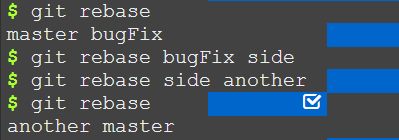 $ git rebase
master bugFix
$ git rebase bugFix side
$ git rebase side another
$ git rebase
another master